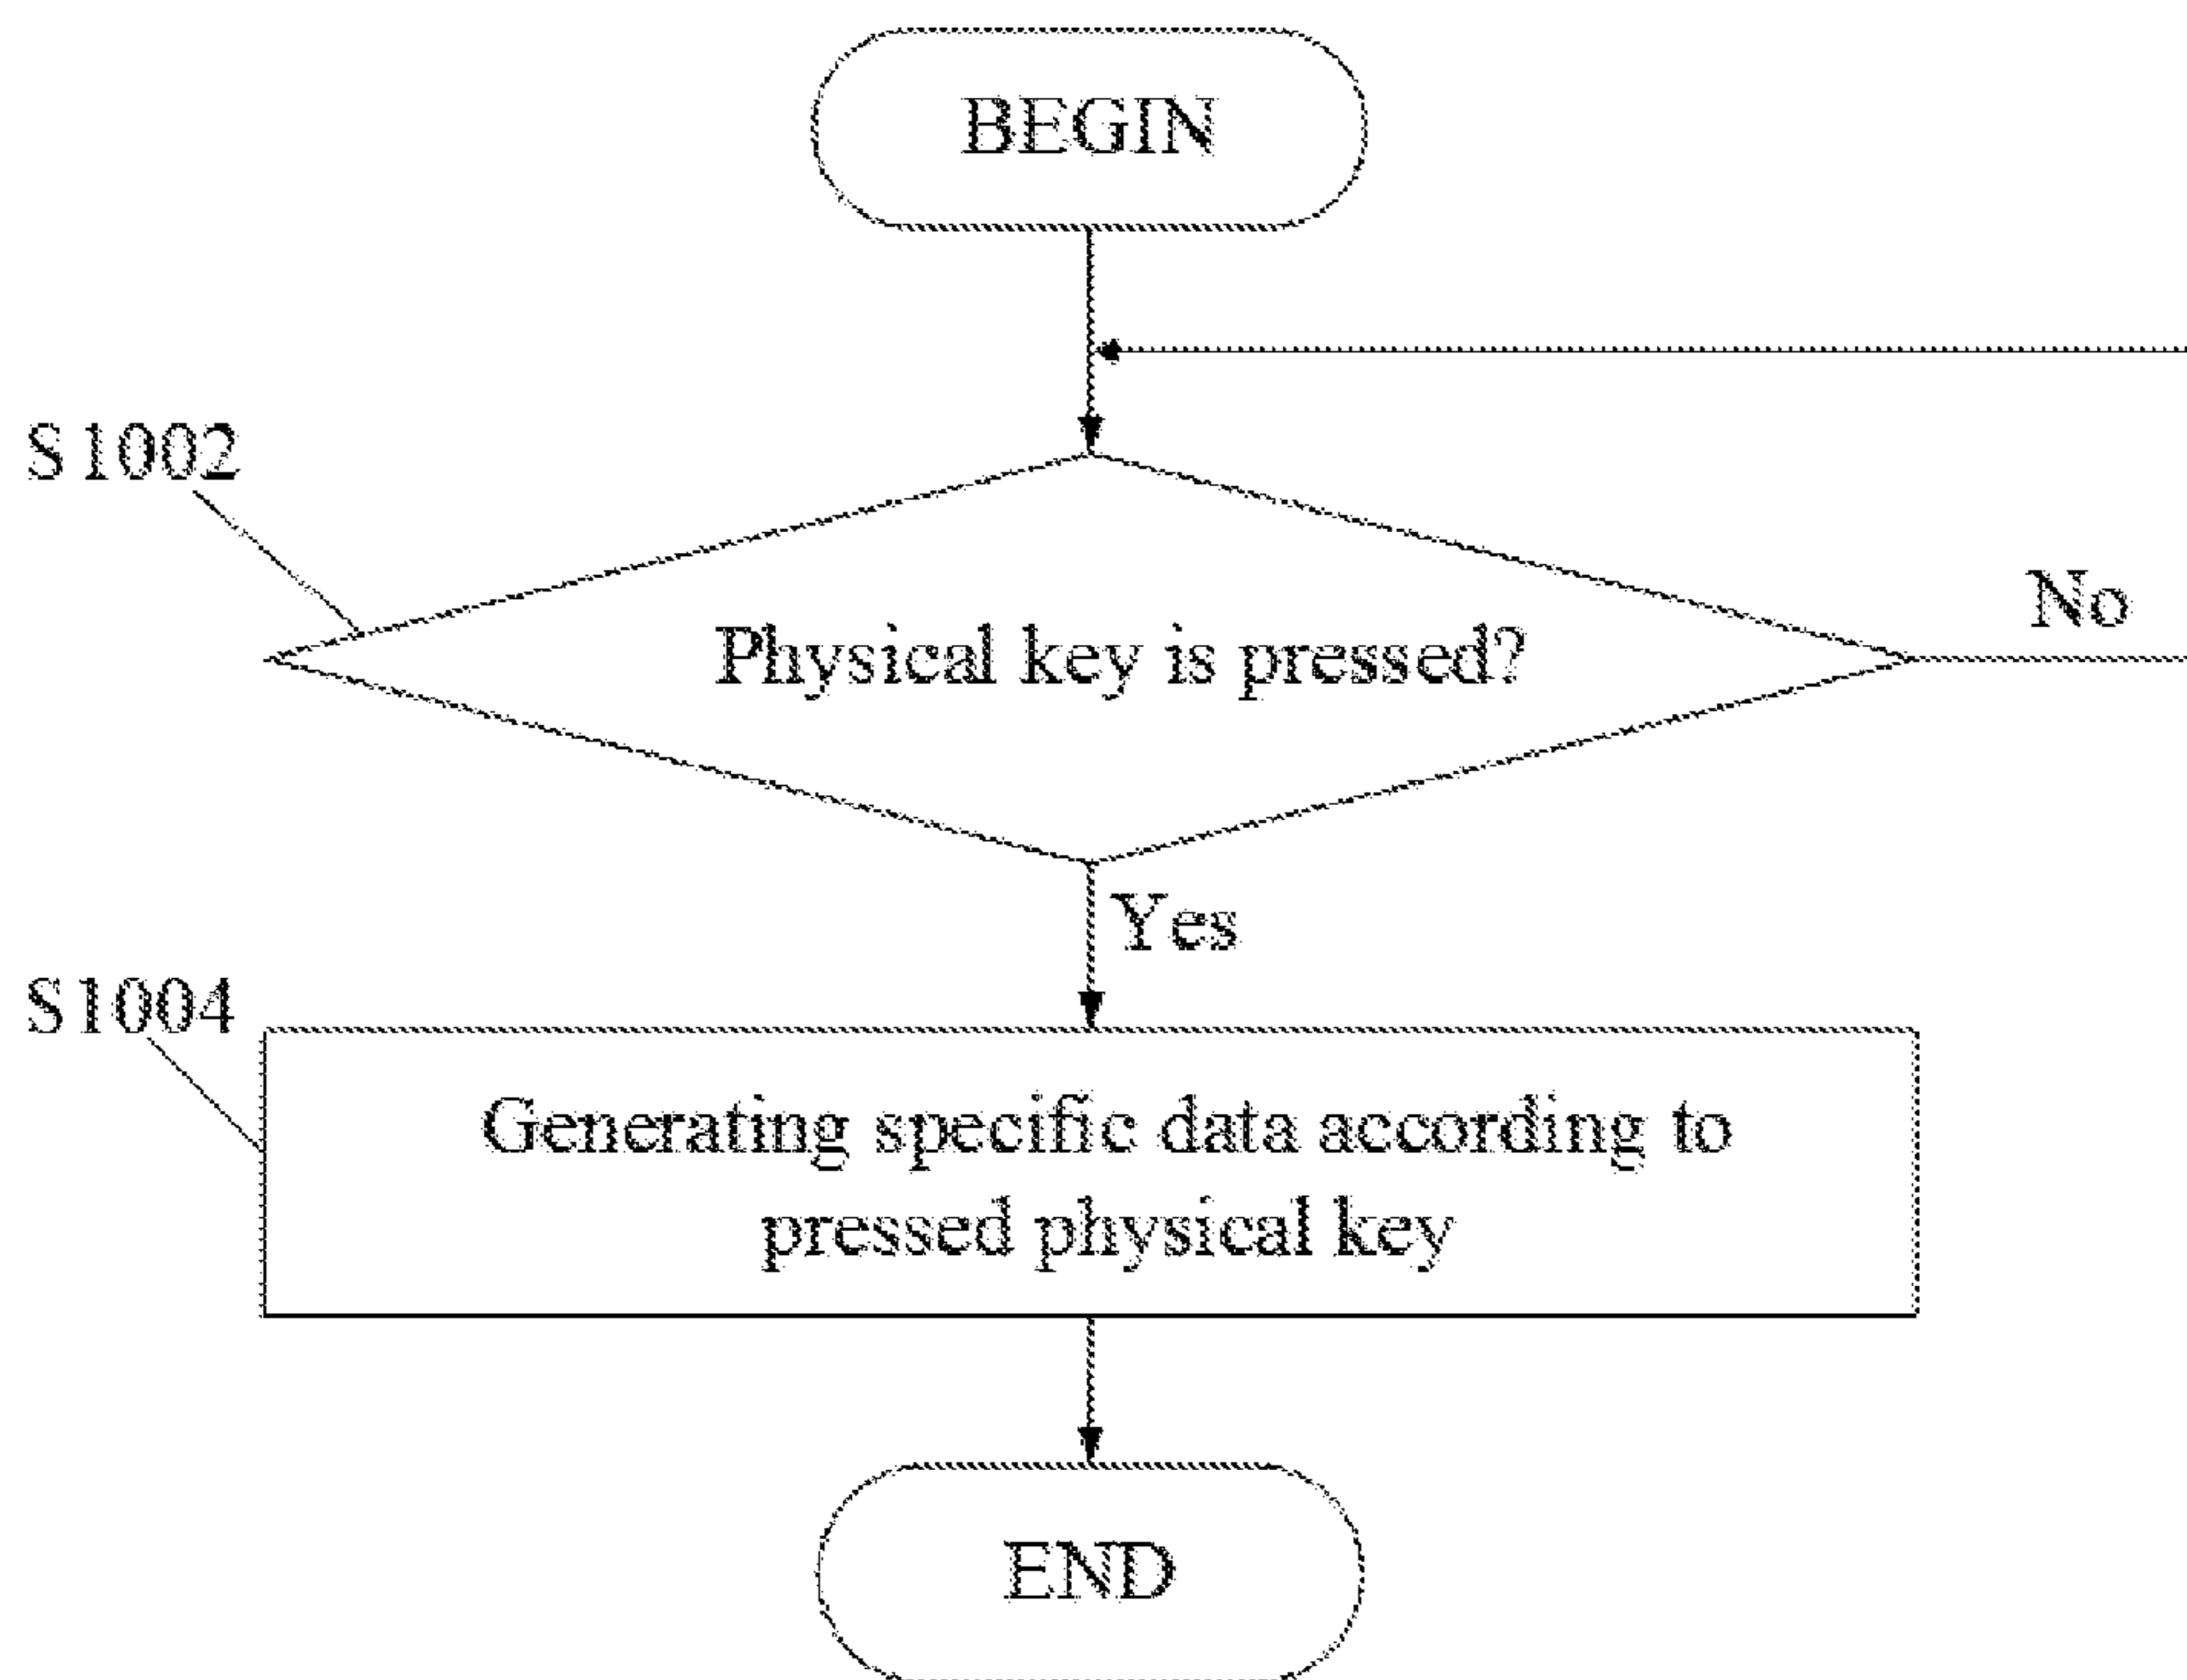 BEGIN
S1002
No
Physical key is pressed?
Yes
S1004
Generating specific data according to
pressed physical key
END